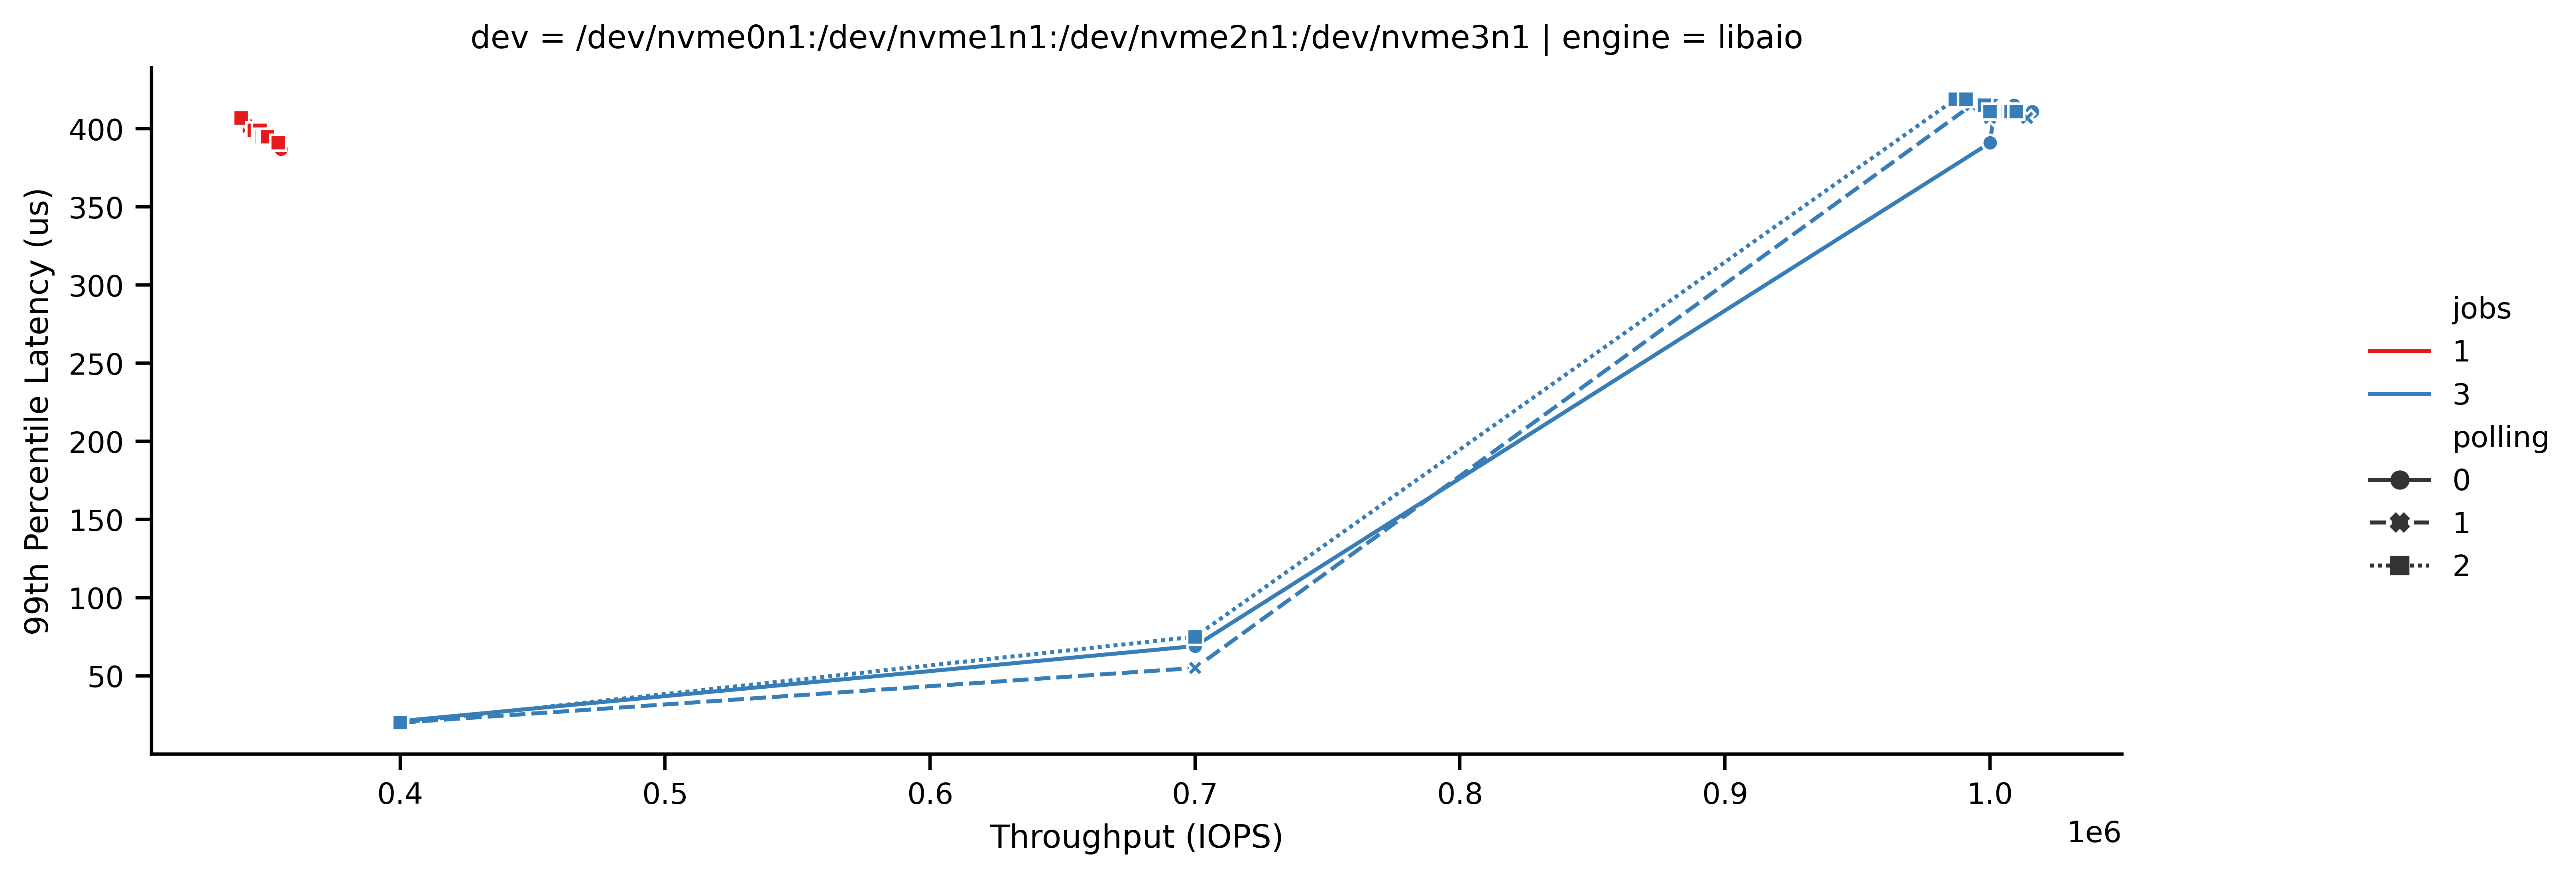 dev = /dev/nvme0n1:/dev/nvme1n1:/dev/nvme2n1:/dev/nvme3n1 | engine = libaio
99th Percentile Latency (us)
400
350
300
250
200
150
100
50
0.4 0.5 0.6 0.7 0.8 0.9 1.0
1e6
Throughput (IOPS)
jobs
1
3
polling
0
1
2